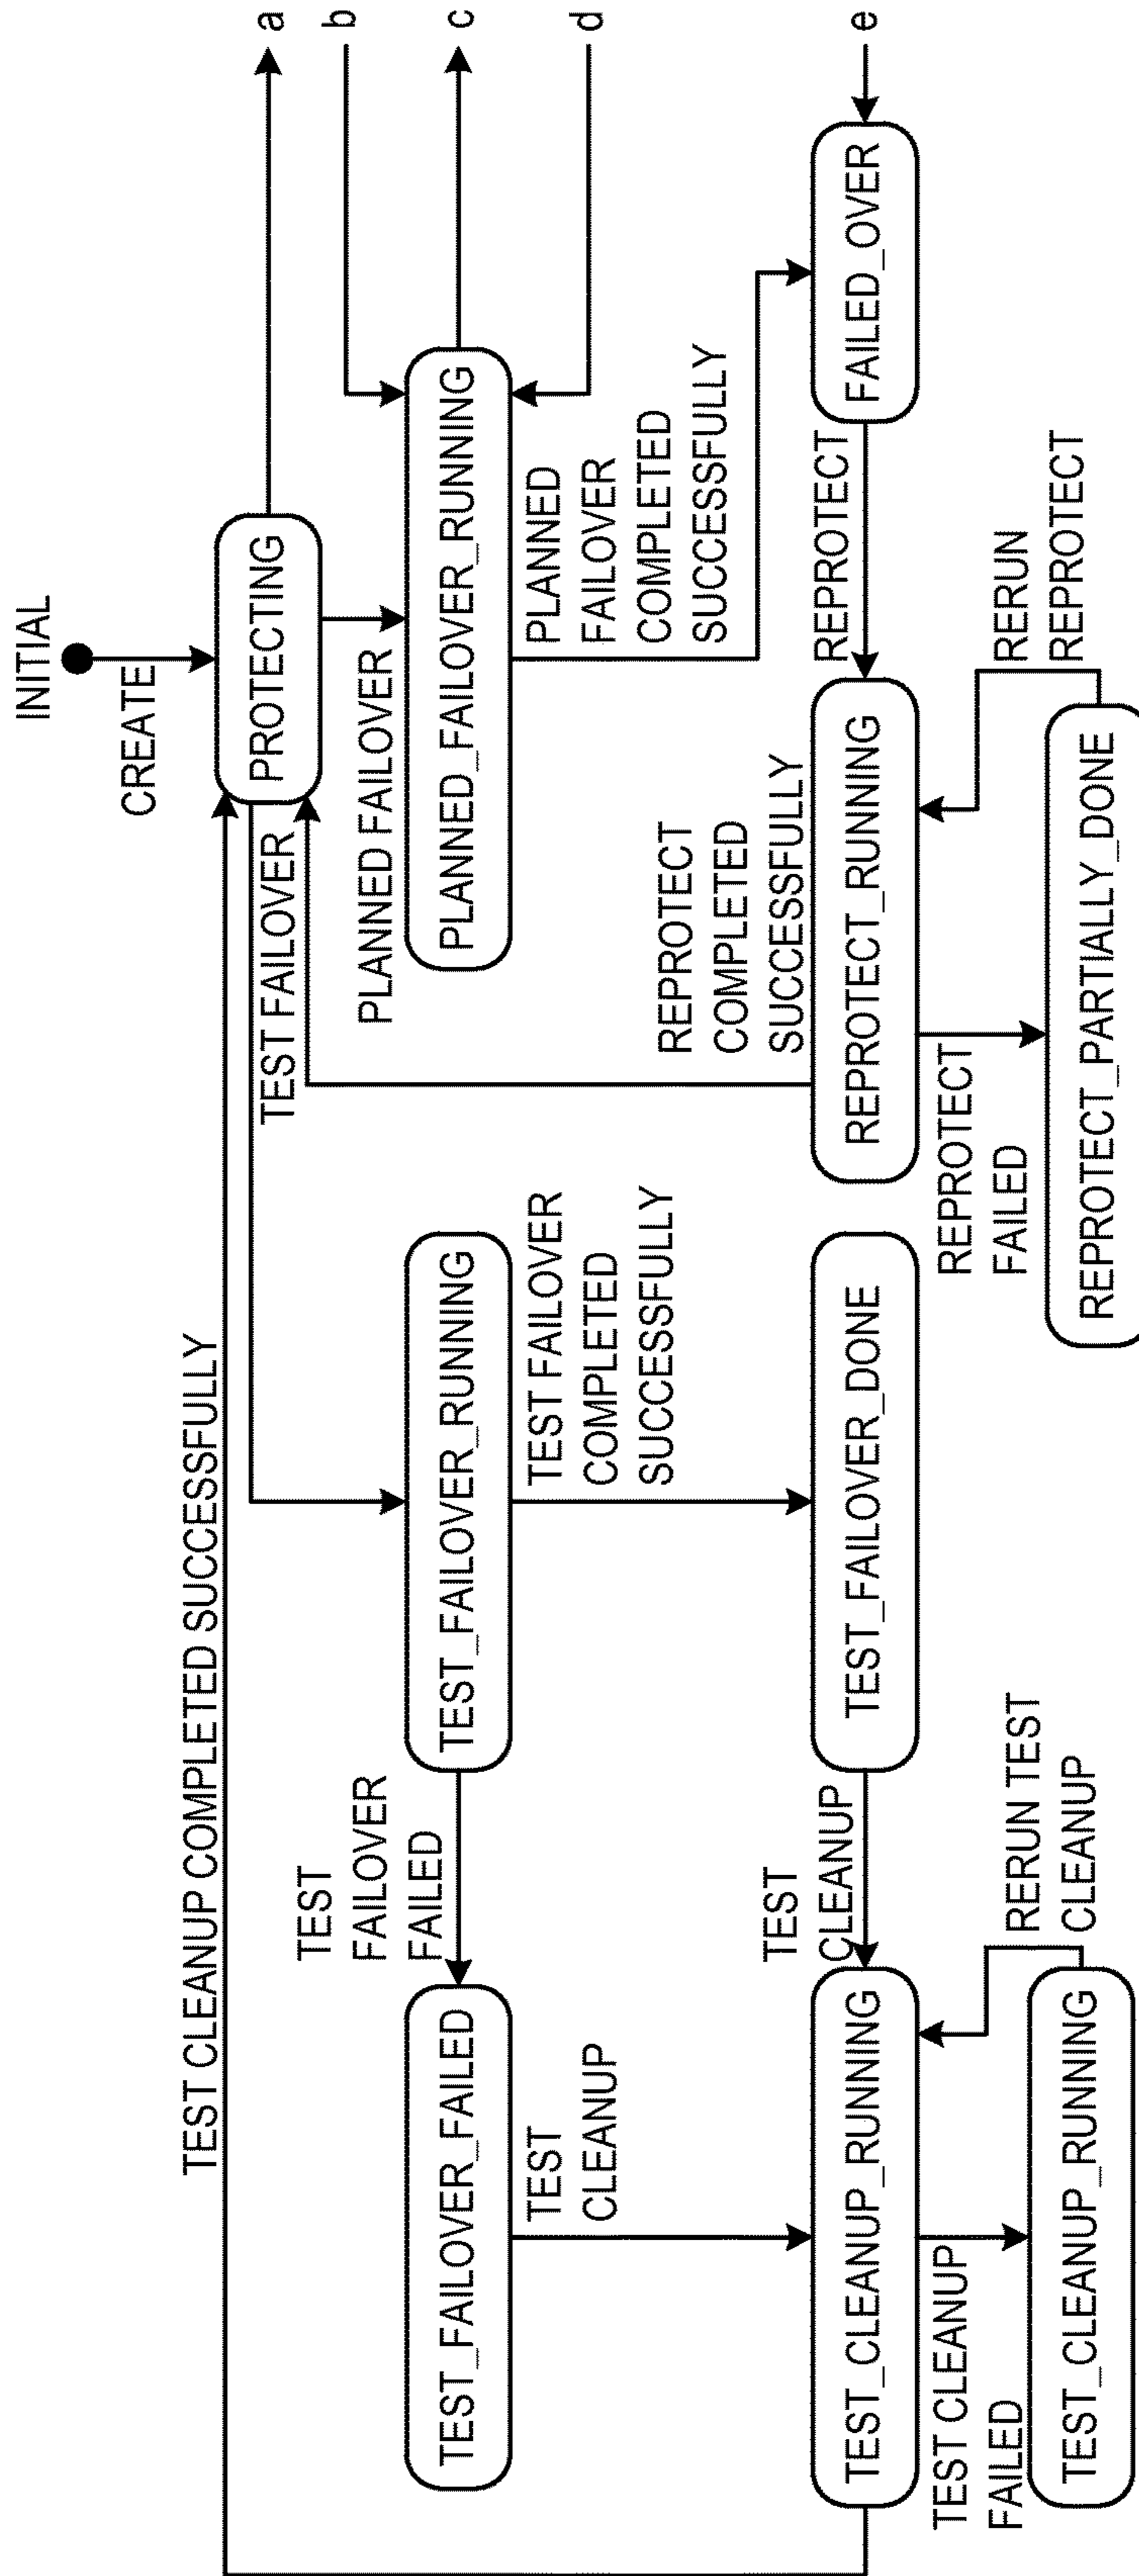 INITIAL
CREATE
TEST CLEANUP COMPLETED SUCCESSFULLY
PROTECTING
a
TEST FAILOVER
b
PLANNED FAILOVER
TEST
FAILOVER
FAILED
TEST_FAILOVER_FAILED
TEST_FAILOVER_RUNNING
PLANNED_FAILOVER_RUNNING
c
TEST
CLEANUP
TEST FAILOVER
COMPLETED
SUCCESSFULLY
PLANNED
FAILOVER
COMPLETED
SUCCESSFULLY
d
REPROTECT
COMPLETED
SUCCESSFULLY
TEST
CLEANUP
REPROTECT
TEST_CLEANUP_RUNNING
TEST_FAILOVER_DONE
REPROTECT_RUNNING
FAILED_OVER
e
TEST CLEANUP
FAILED
RERUN TEST
CLEANUP
REPROTECT
FAILED
RERUN
REPROTECT
TEST_CLEANUP_RUNNING
REPROTECT_PARTIALLY_DONE